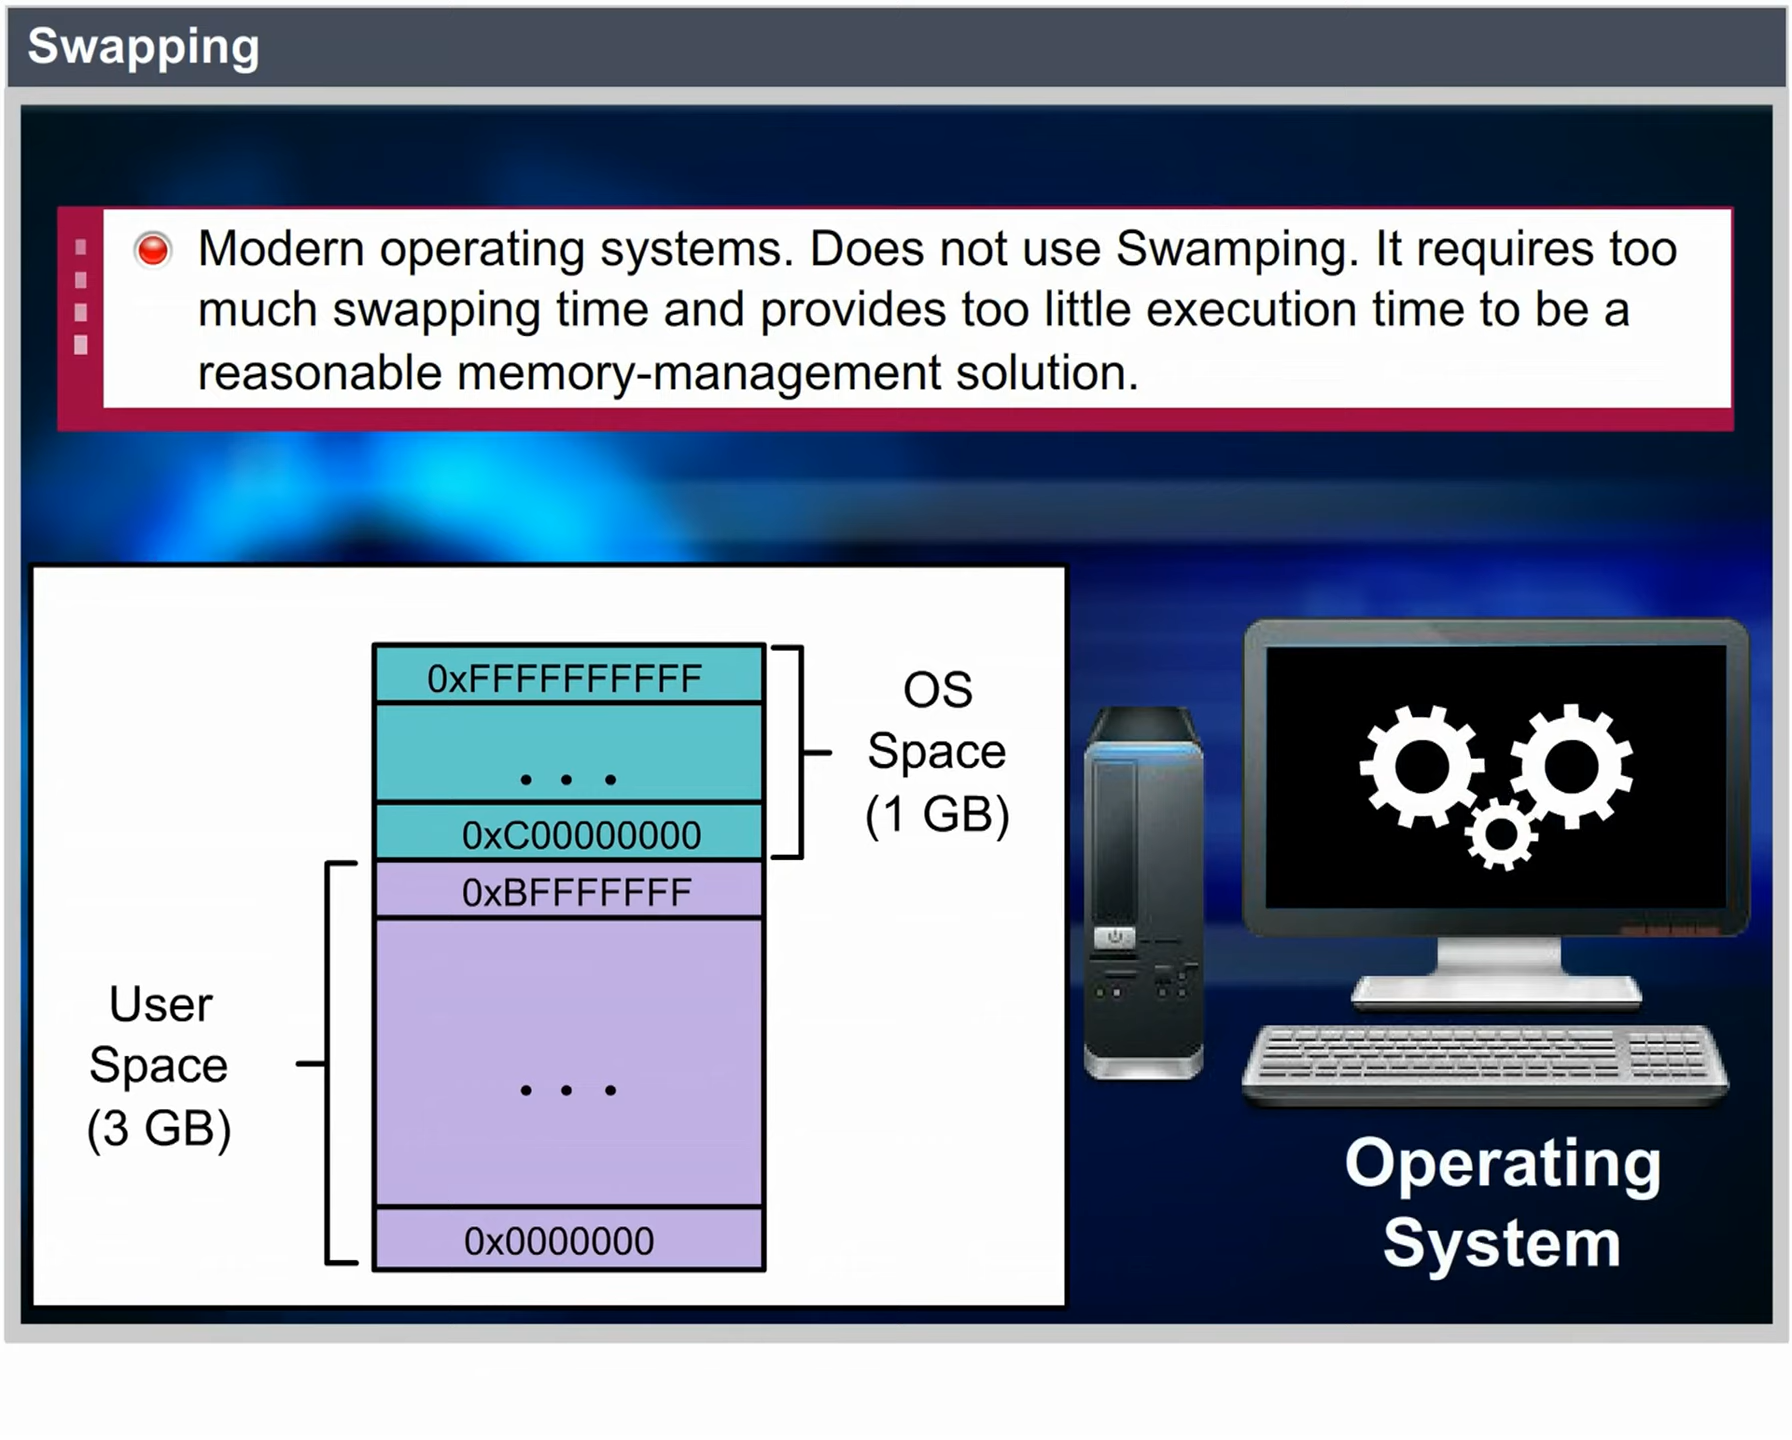 Swapping
Modern operating systems. Does not use Swamping. It requires too
much swapping time and provides too little execution time to be a
reasonable memory-management solution.
0xFFFFFFFFFF
. . .
0xC00000000
0xBFFFFFFF
. . .
0x0000000
OS
Space
(1 GB)
User
Space
(3 GB)
Operating
System